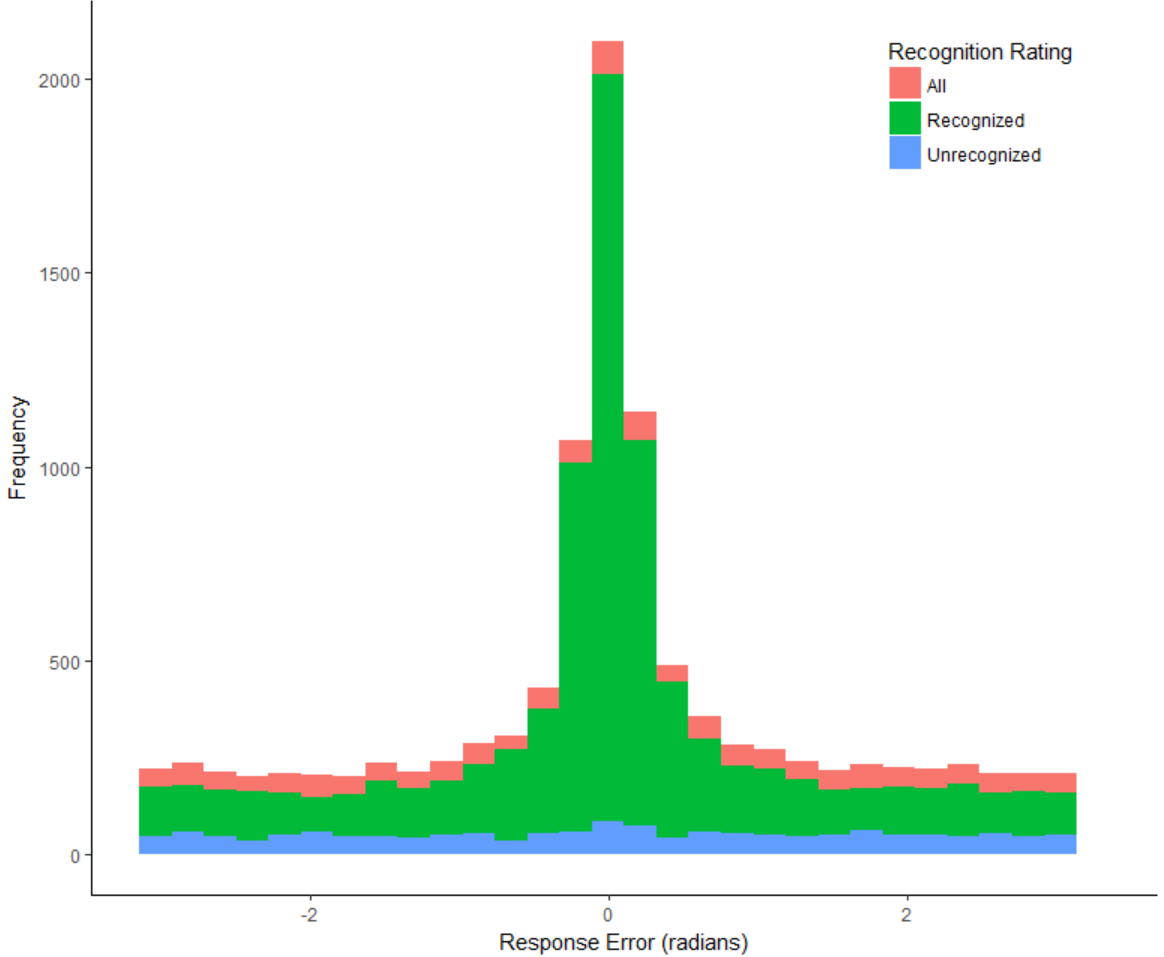 Recognition Rating
All
Recognized
Unrecognized
2000
1500
1000
500
0
Frequency
-2 0 2
Response Error (radians)